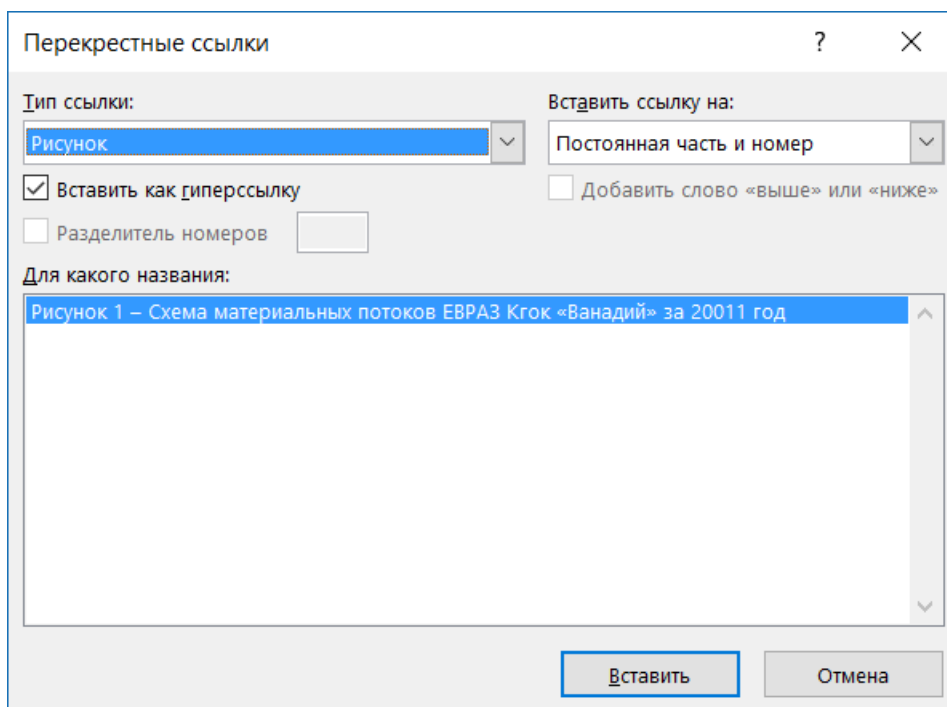 Перекрестные ссылки ?
Тип ссылки: Вставить ссылку на:
Рисунок Постоянная часть и номер
Вставить как гиперссылку Добавить слово «выше» или «ниже»
Разделитель номеров
Для какого названия:
Рисунок 1 – Схема материальных потоков ЕВРАЗ Кгок «Ванадий» за 20011 год
Вставить Отмена